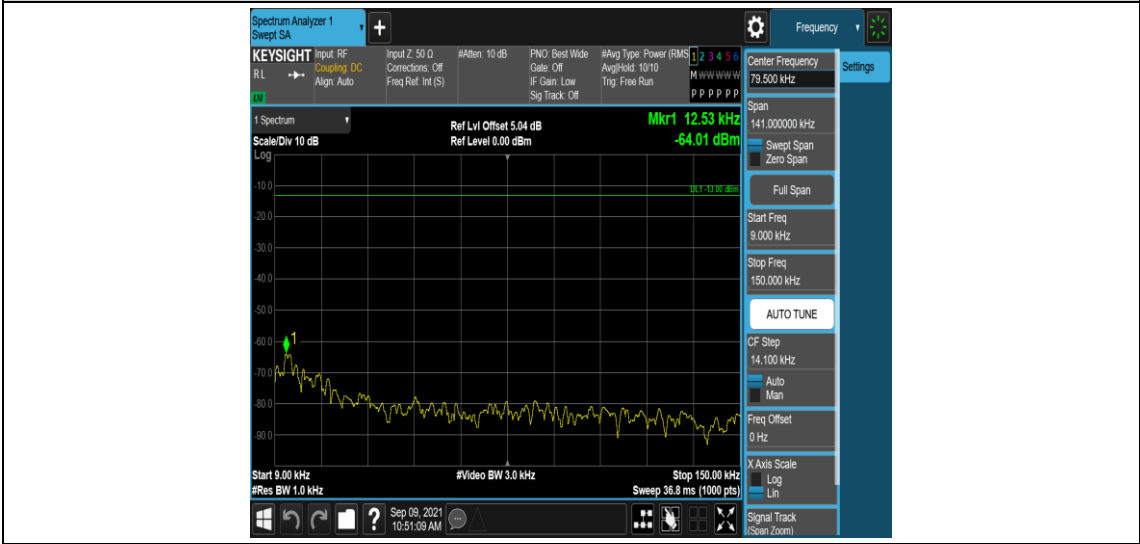 Spectrum Analyzer 1
Swept SA
+
Frequency
KEYSIGHT
RL
LXI
Input: RF
Coupling: DC
Align: Auto
Input Z: 50 Ω
Corrections: Off
Freq Ref: Int (S)
#Atten: 10 dB
PNO: Best Wide
Gate: Off
IF Gain: Low
Sig Track: Off
#Avg Type: Power (RMS
Avg|Hold: 10/10
Trig: Free Run
1 2 3 4 5 6
M W W W W W
P P P P P P
1 Spectrum
Scale/Div 10 dB
Log
Ref Lvl Offset 5.04 dB
Ref Level 0.00 dBm
Mkr1 12.53 kHz
-64.01 dBm
DL1 -13.00 dBm
-10.0
-20.0
-30.0
-40.0
-50.0
-60.0
-70.0
-80.0
-90.0
1
Start 9.00 kHz
#Res BW 1.0 kHz
#Video BW 3.0 kHz
Stop 150.00 kHz
Sweep 36.8 ms (1000 pts)
Center Frequency
79.500 kHz
Settings
Span
141.000000 kHz
Swept Span
Zero Span
Full Span
Start Freq
9.000 kHz
Stop Freq
150.000 kHz
AUTO TUNE
CF Step
14.100 kHz
Auto
Man
Freq Offset
0 Hz
X Axis Scale
Log
Lin
Signal Track
(Span Zoom)
?
Sep 09, 2021
10:51:09 AM